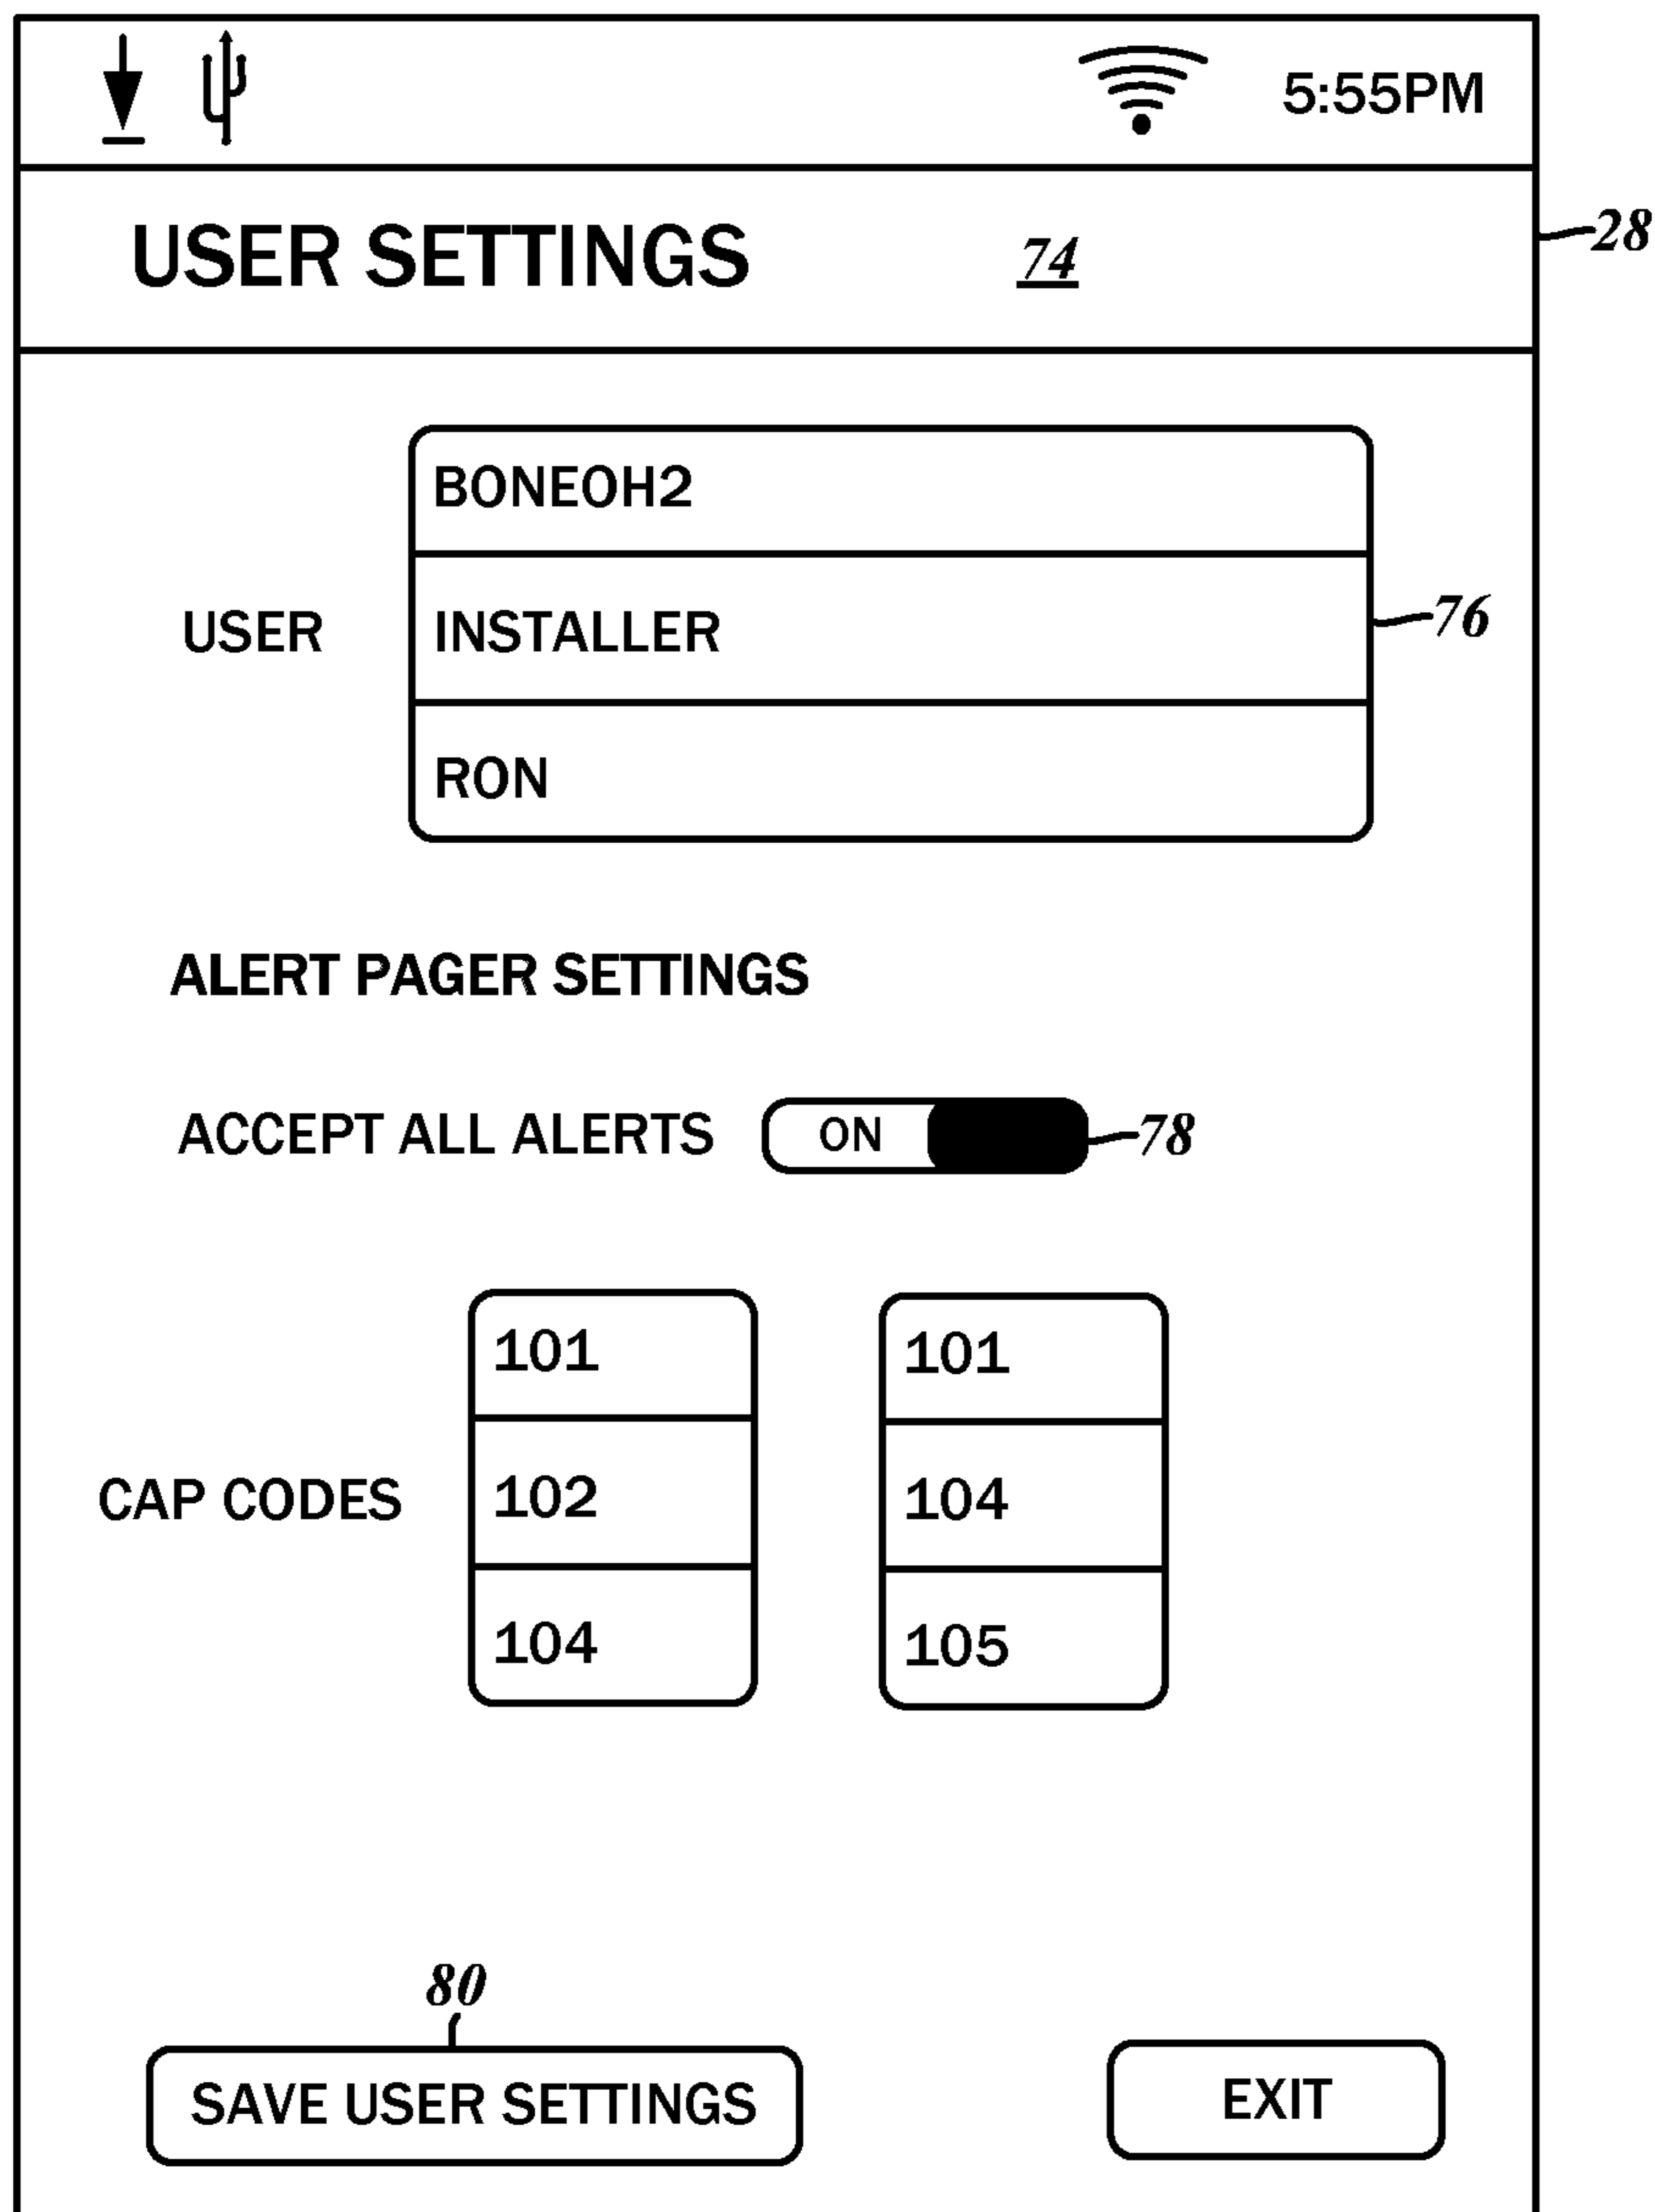 5:55PM
USER SETTINGS 74
28
BONEOH2
USER INSTALLER 76
RON
ALERT PAGER SETTINGS
ACCEPT ALL ALERTS ON 78
101 101
CAP CODES 102 104
104 105
80
SAVE USER SETTINGS EXIT